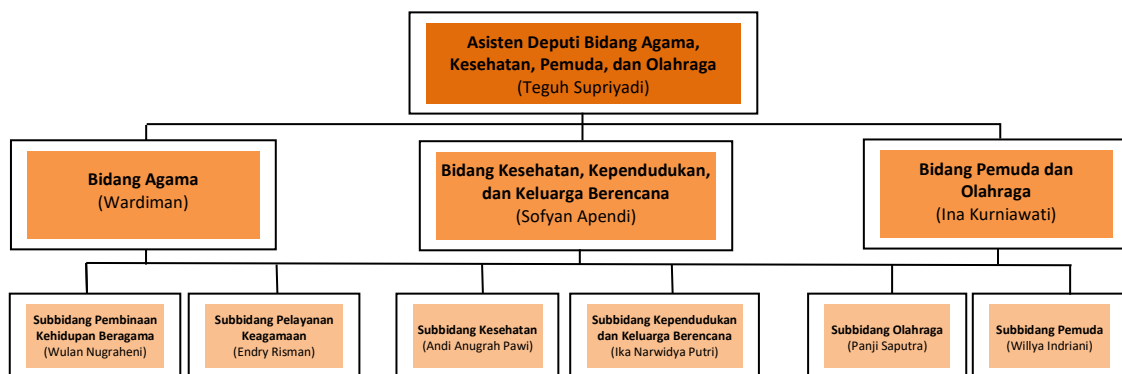 Asisten Deputi Bidang Agama,
Kesehatan, Pemuda, dan Olahraga
(Teguh Supriyadi)
Bidang Agama
(Wardiman)
Bidang Kesehatan, Kependudukan,
dan Keluarga Berencana
(Sofyan Apendi)
Bidang Pemuda dan
Olahraga
(Ina Kurniawati)
Subbidang Pembinaan
Kehidupan Beragama
(Wulan Nugraheni)
Subbidang Pelayanan
Keagamaan
(Endry Risman)
Subbidang Kesehatan
(Andi Anugrah Pawi)
Subbidang Kependudukan
dan Keluarga Berencana
(Ika Narwidya Putri)
Subbidang Olahraga
(Panji Saputra)
Subbidang Pemuda
(Willya Indriani)